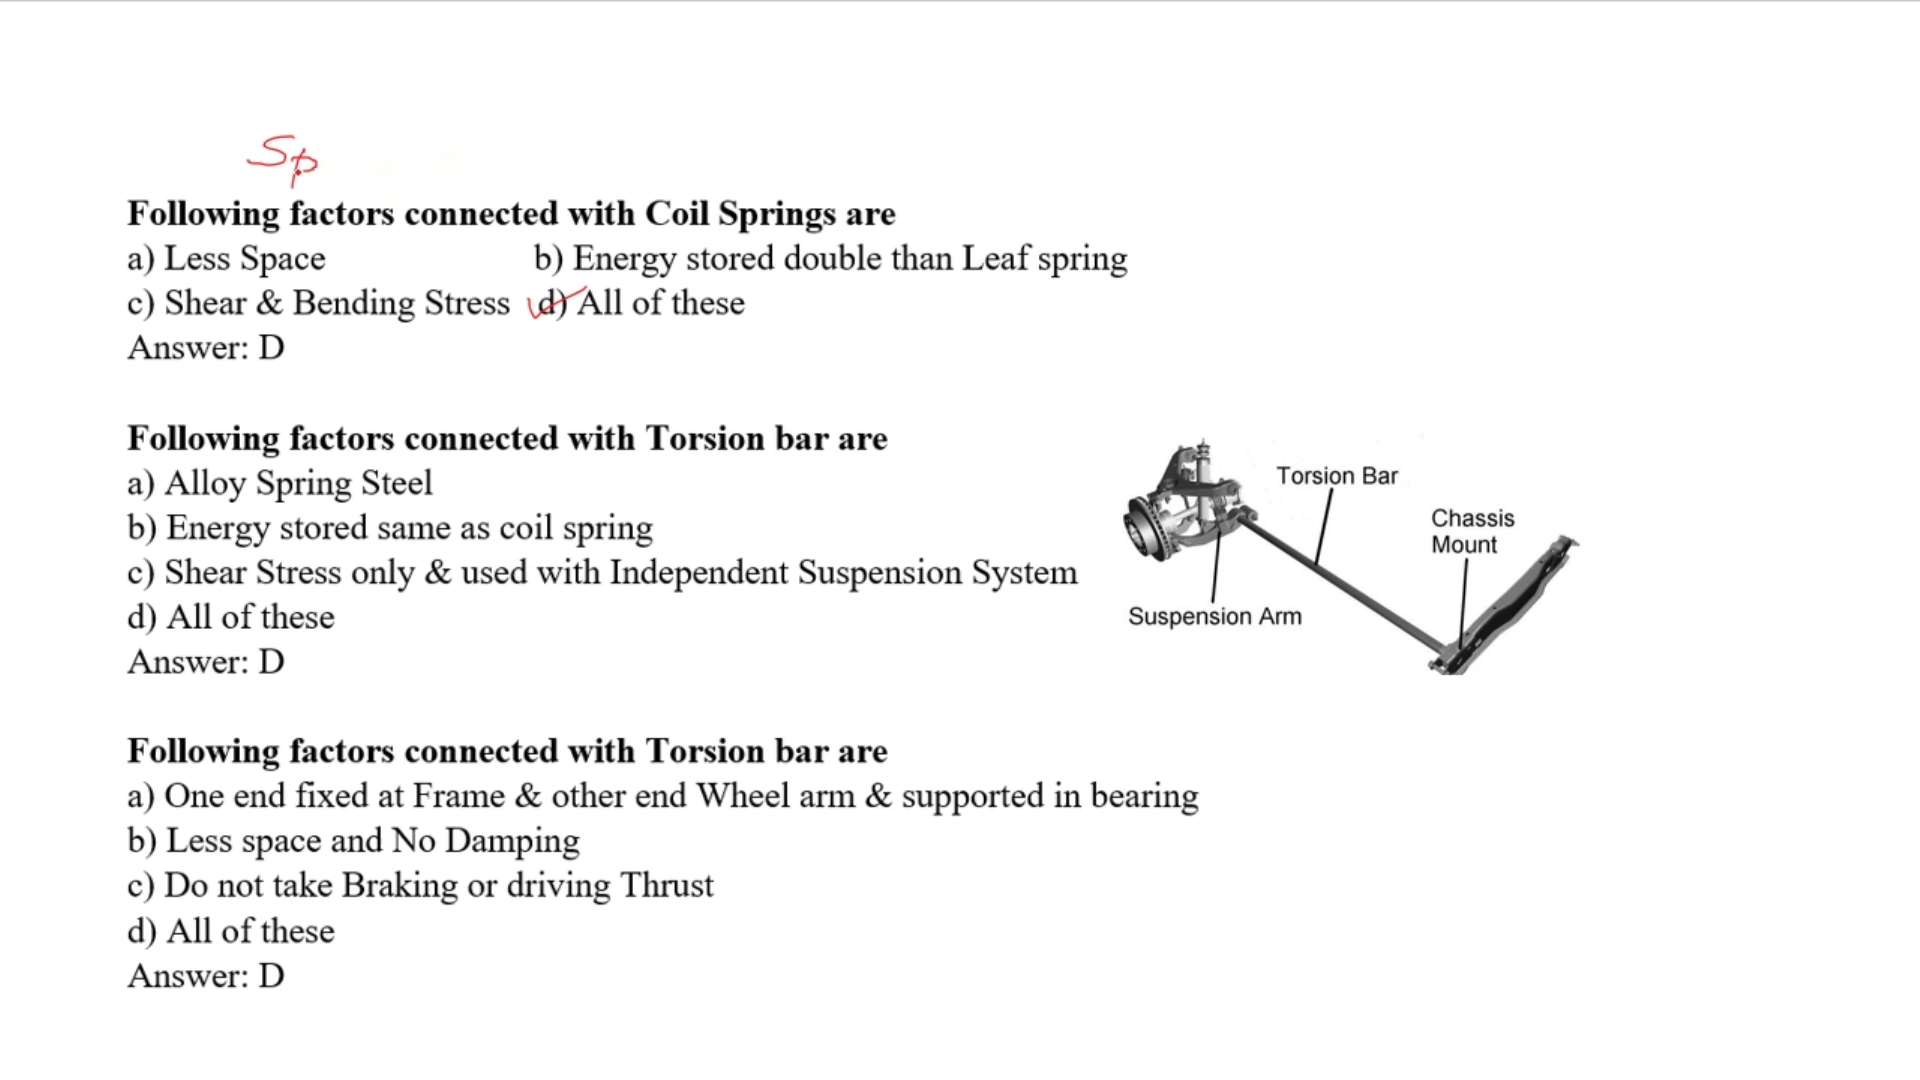 Sp
Following factors connected with Coil Springs are
a) Less Space b) Energy stored double than Leaf spring
c) Shear & Bending Stress d) All of these
Answer: D
Following factors connected with Torsion bar are
a) Alloy Spring Steel
b) Energy stored same as coil spring
c) Shear Stress only & used with Independent Suspension System
d) All of these
Answer: D
Torsion Bar
Chassis
Mount
Suspension Arm
Following factors connected with Torsion bar are
a) One end fixed at Frame & other end Wheel arm & supported in bearing
b) Less space and No Damping
c) Do not take Braking or driving Thrust
d) All of these
Answer: D